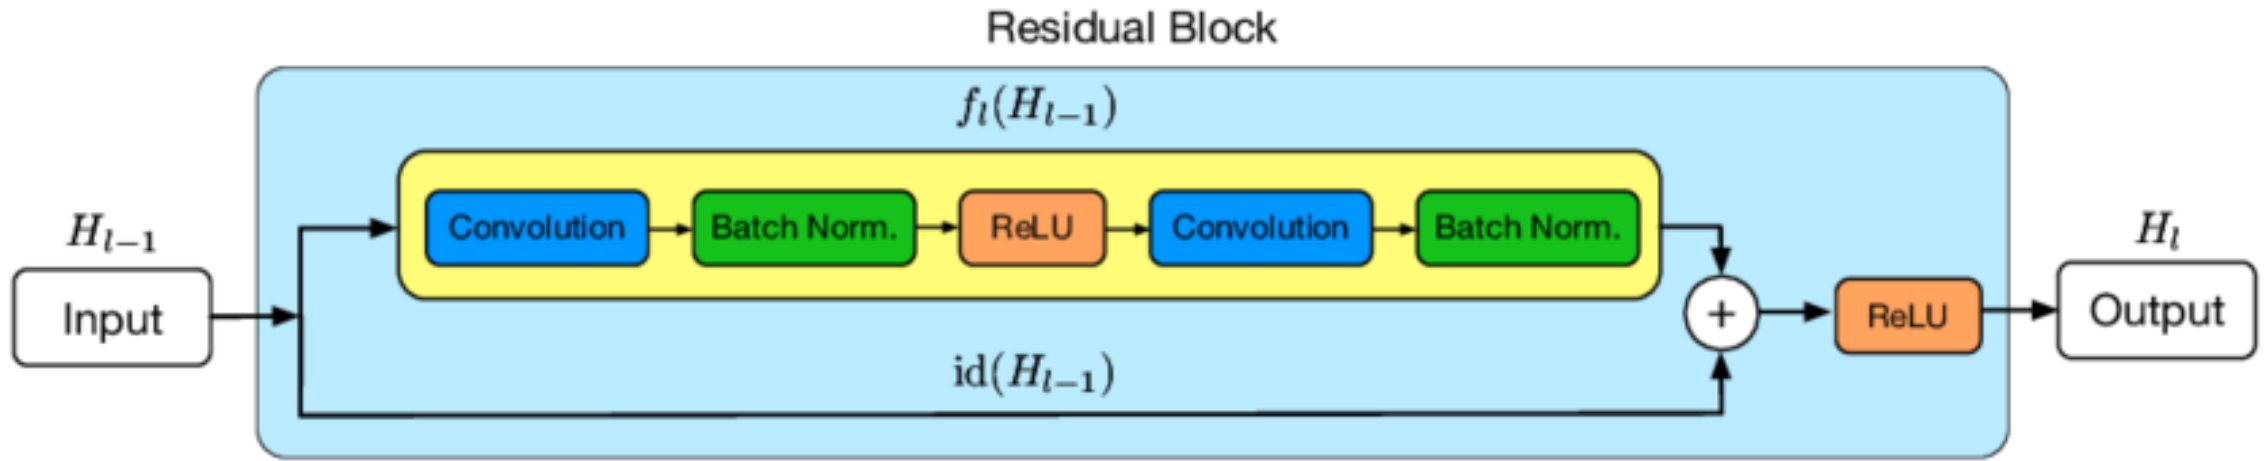 Residual Block
f_l(H_{l-1})
Convolution Batch Norm. ReLU Convolution Batch Norm.
H_{l-1}
Input
+
ReLU
H_l
Output
id(H_{l-1})